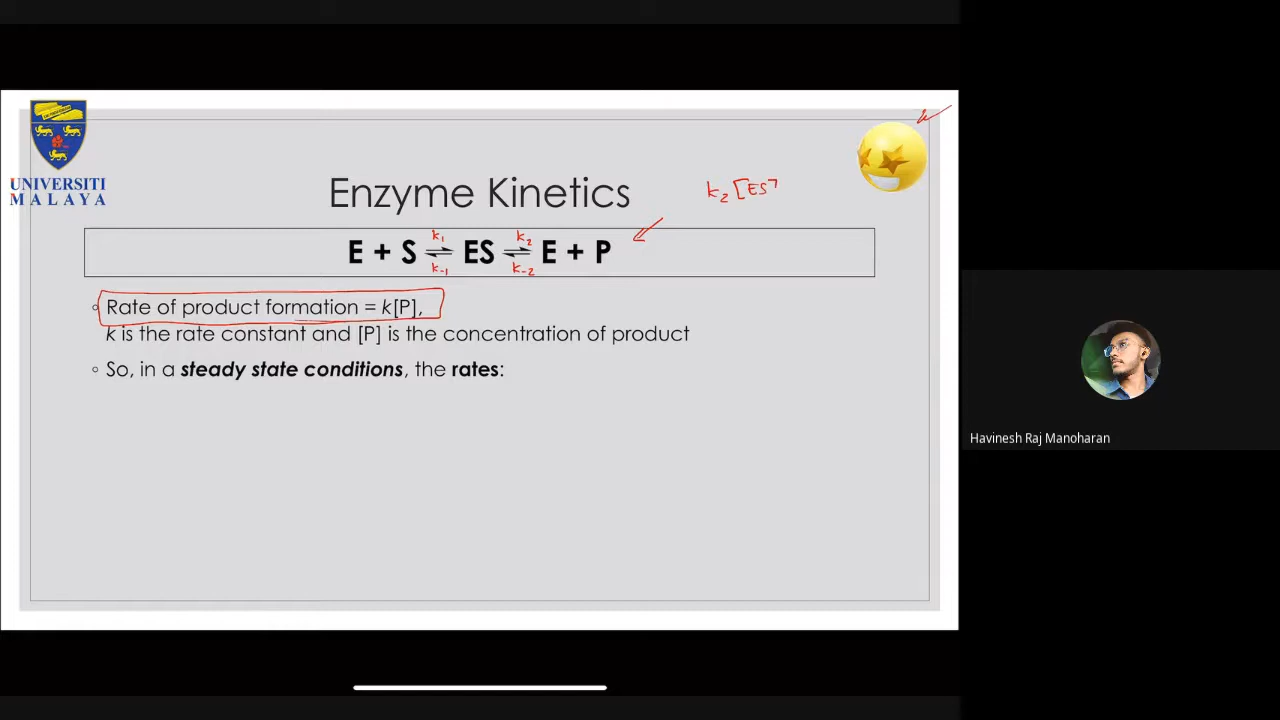 UNIVERSITI
MALAYA
Enzyme Kinetics
k₂ [ES]
k₁ k₂
E + S ⇌ ES ⇌ E + P
k₋₁ k₋₂
◦ Rate of product formation = k[P],
k is the rate constant and [P] is the concentration of product
◦ So, in a steady state conditions, the rates:
Havinesh Raj Manoharan